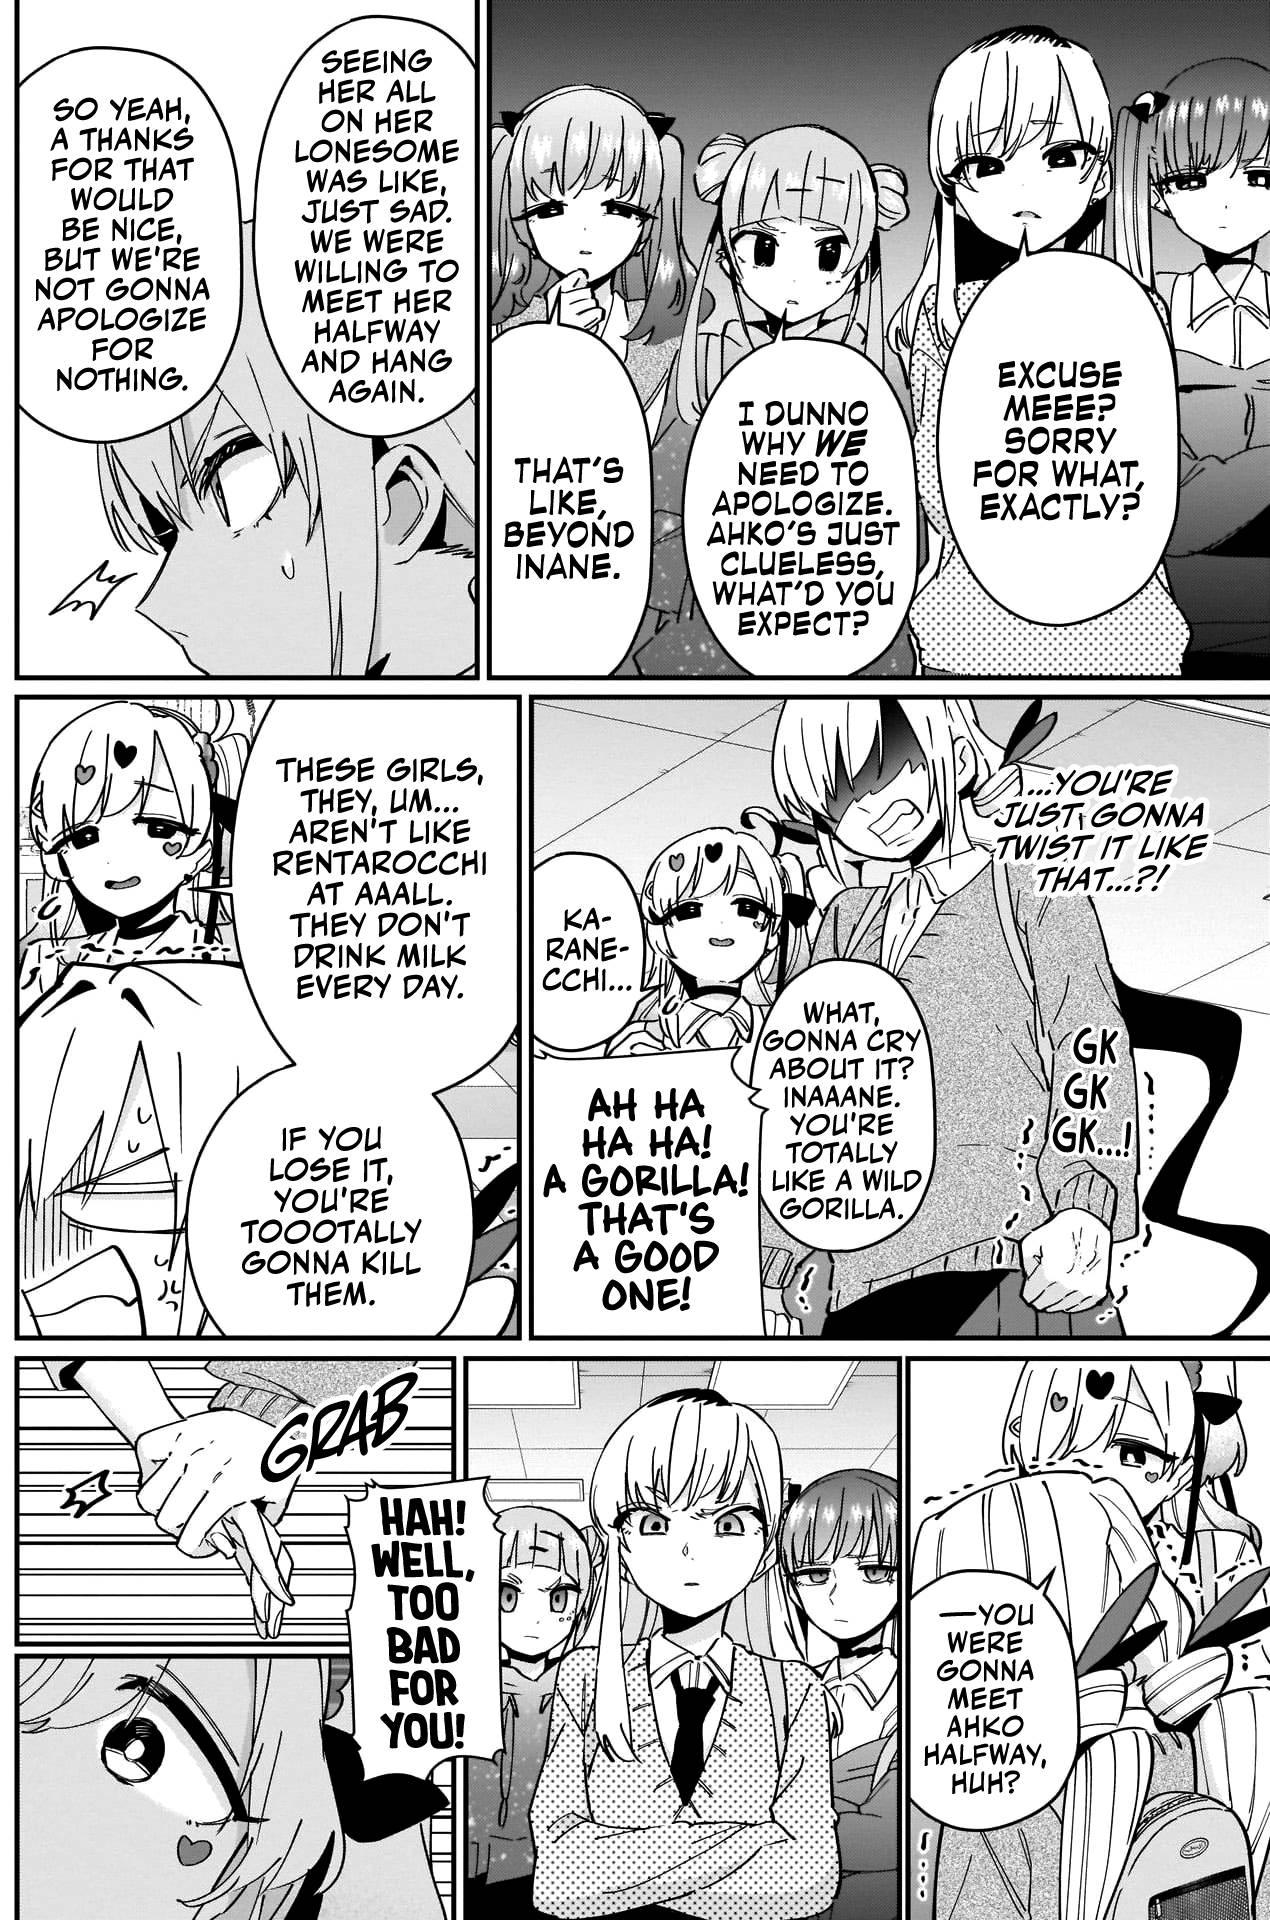 EXCUSE
MEEE?
SORRY
FOR WHAT,
EXACTLY?
I DUNNO
WHY WE
NEED TO
APOLOGIZE.
AHKO'S JUST
CLUELESS,
WHAT'D YOU
EXPECT?
THAT'S
LIKE,
BEYOND
INANE.
SEEING
HER ALL
ON HER
LONESOME
WAS LIKE,
JUST SAD.
WE WERE
WILLING TO
MEET HER
HALFWAY
AND HANG
AGAIN.
SO YEAH,
A THANKS
FOR THAT
WOULD
BE NICE,
BUT WE'RE
NOT GONNA
APOLOGIZE
FOR
NOTHING.
...YOU'RE
JUST GONNA
TWIST IT LIKE
THAT...?!
GK
GK
GK...!
WHAT,
GONNA CRY
ABOUT IT?
INAAANE.
YOU'RE
TOTALLY
LIKE A WILD
GORILLA.
AH HA
HA HA!
A GORILLA!
THAT'S
A GOOD
ONE!
KA-
RANE-
CCHI...
THESE GIRLS,
THEY, UM...
AREN'T LIKE
RENTAROCCHI
AT AAALL.
THEY DON'T
DRINK MILK
EVERY DAY.
IF YOU
LOSE IT,
YOU'RE
TOOOTALLY
GONNA KILL
THEM.
—YOU
WERE
GONNA
MEET
AHKO
HALFWAY,
HUH?
HAH!
WELL,
TOO
BAD
FOR
YOU!
GRAB